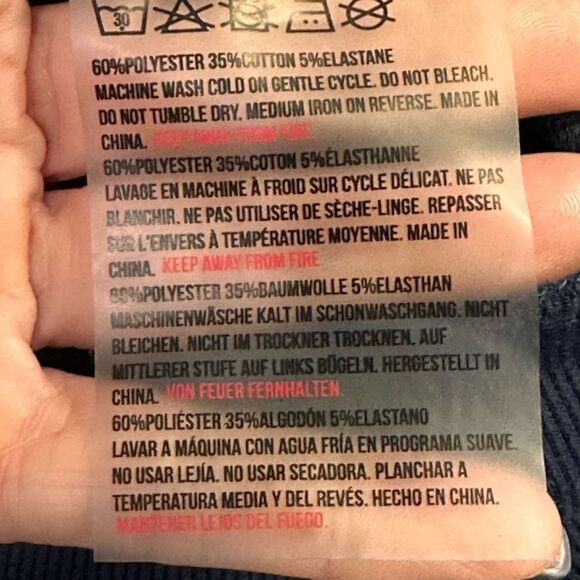 30
60%POLYESTER 35%COTTON 5%ELASTANE
MACHINE WASH COLD ON GENTLE CYCLE. DO NOT BLEACH.
DO NOT TUMBLE DRY. MEDIUM IRON ON REVERSE. MADE IN
CHINA. KEEP AWAY FROM FIRE.
60%POLYESTER 35%COTON 5%ÉLASTHANNE
LAVAGE EN MACHINE À FROID SUR CYCLE DÉLICAT. NE PAS
BLANCHIR. NE PAS UTILISER DE SÈCHE-LINGE. REPASSER
SUR L'ENVERS À TEMPÉRATURE MOYENNE. MADE IN
CHINA. KEEP AWAY FROM FIRE.
60%POLYESTER 35%BAUMWOLLE 5%ELASTHAN
MASCHINENWÄSCHE KALT IM SCHONWASCHGANG. NICHT
BLEICHEN. NICHT IM TROCKNER TROCKNEN. AUF
MITTLERER STUFE AUF LINKS BÜGELN. HERGESTELLT IN
CHINA. VON FEUER FERNHALTEN.
60%POLIÉSTER 35%ALGODÓN 5%ELASTANO
LAVAR A MÁQUINA CON AGUA FRÍA EN PROGRAMA SUAVE.
NO USAR LEJÍA. NO USAR SECADORA. PLANCHAR A
TEMPERATURA MEDIA Y DEL REVÉS. HECHO EN CHINA.
MANTENER LEJOS DEL FUEGO.